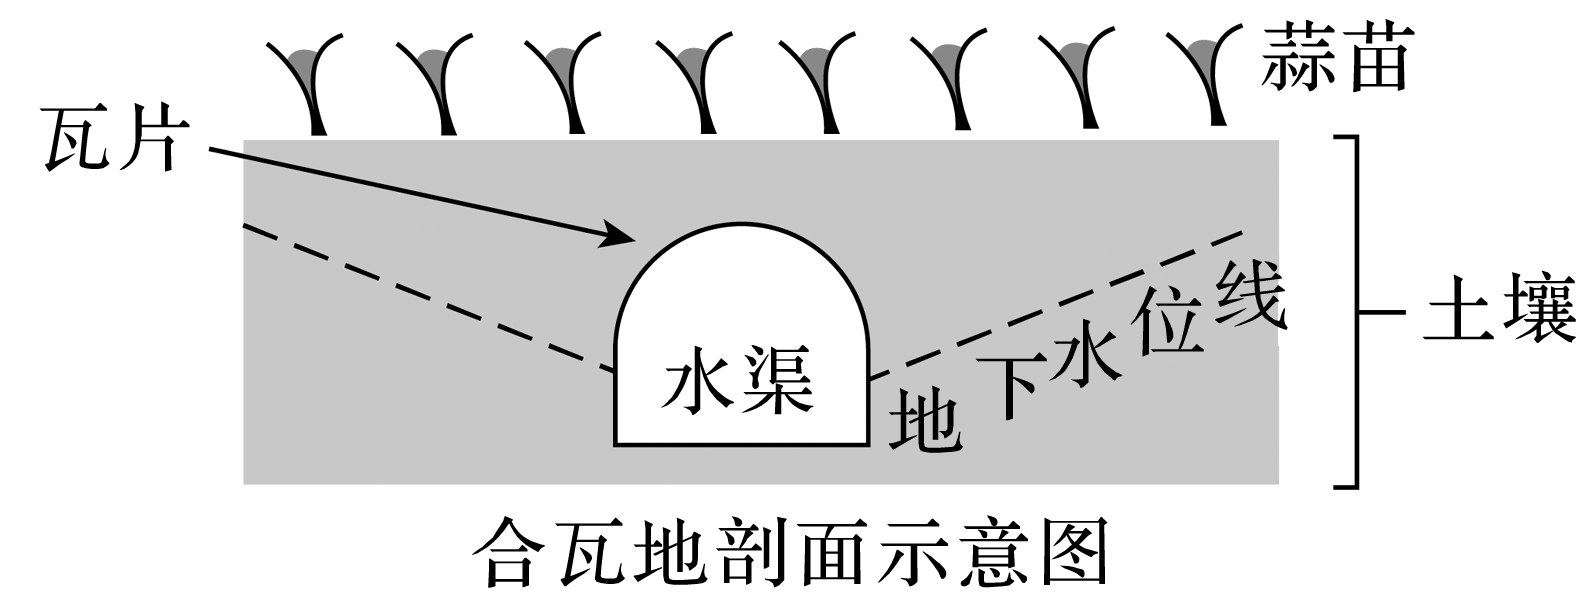 蒜苗
瓦片
水渠
地下水位线
土壤
合瓦地剖面示意图